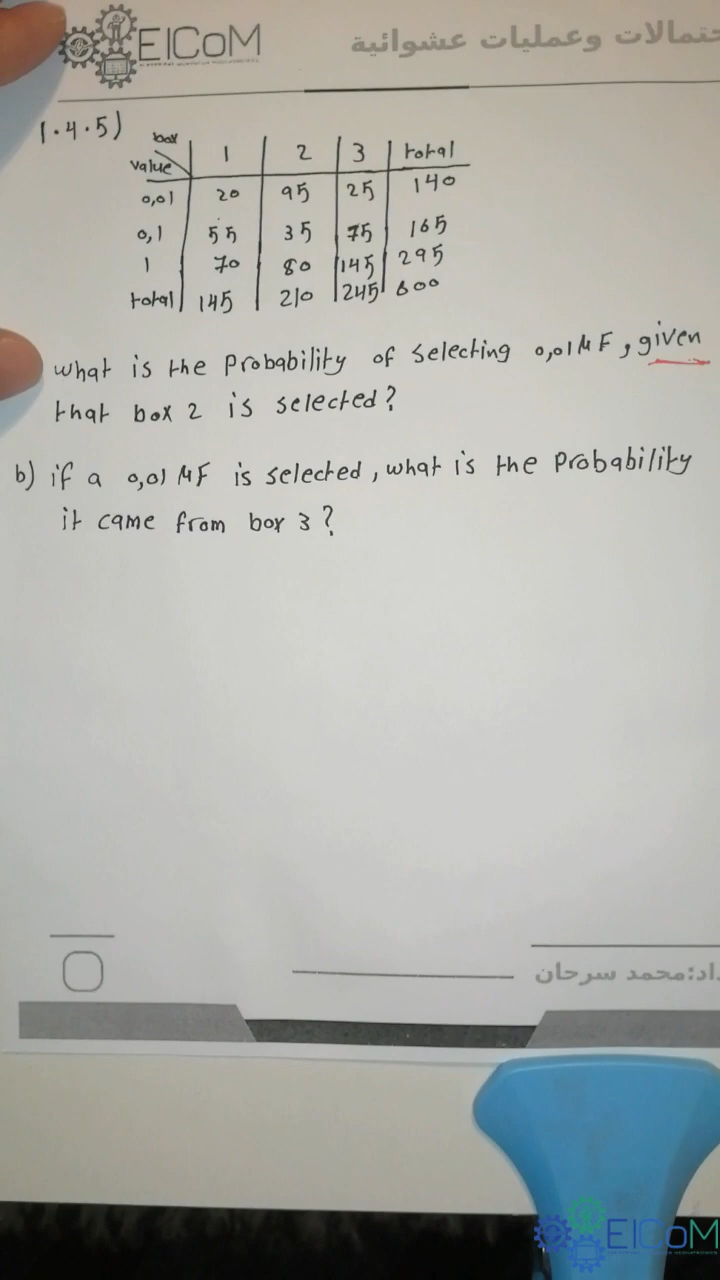 EICoM
حتمالات وعمليات عشوائية
1.4.5)
box
value 1 2 3 total
0,01 20 95 25 140
0,1 55 35 75 165
1 70 80 145 295
total 145 210 245 600
what is the Probability of selecting 0,01 MF, given
that box 2 is selected?
b) if a 0,01 MF is selected, what is the Probability
it came from box 3?
داد:محمد سرحان
EICoM